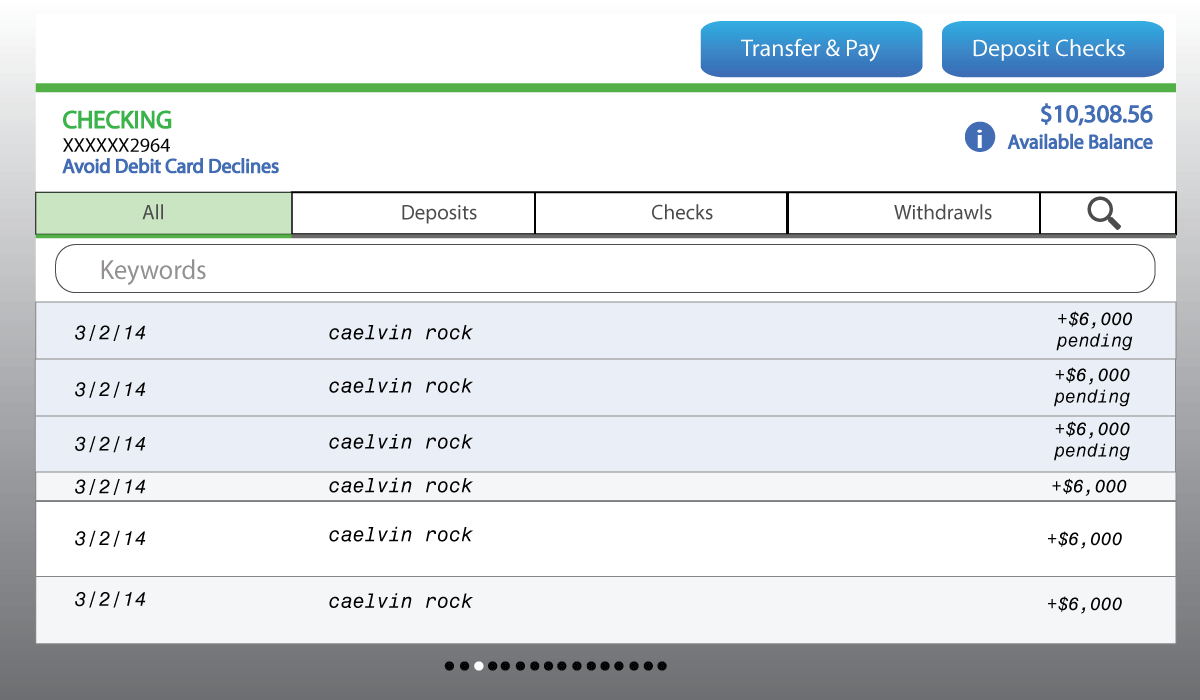 Transfer & Pay
Deposit Checks
CHECKING
XXXXXX2964
Avoid Debit Card Declines
i
$10,308.56
Available Balance
All
Deposits
Checks
Withdrawls
Keywords
3/2/14 caelvin rock +$6,000
pending
3/2/14 caelvin rock +$6,000
pending
3/2/14 caelvin rock +$6,000
pending
3/2/14 caelvin rock +$6,000
3/2/14 caelvin rock +$6,000
3/2/14 caelvin rock +$6,000